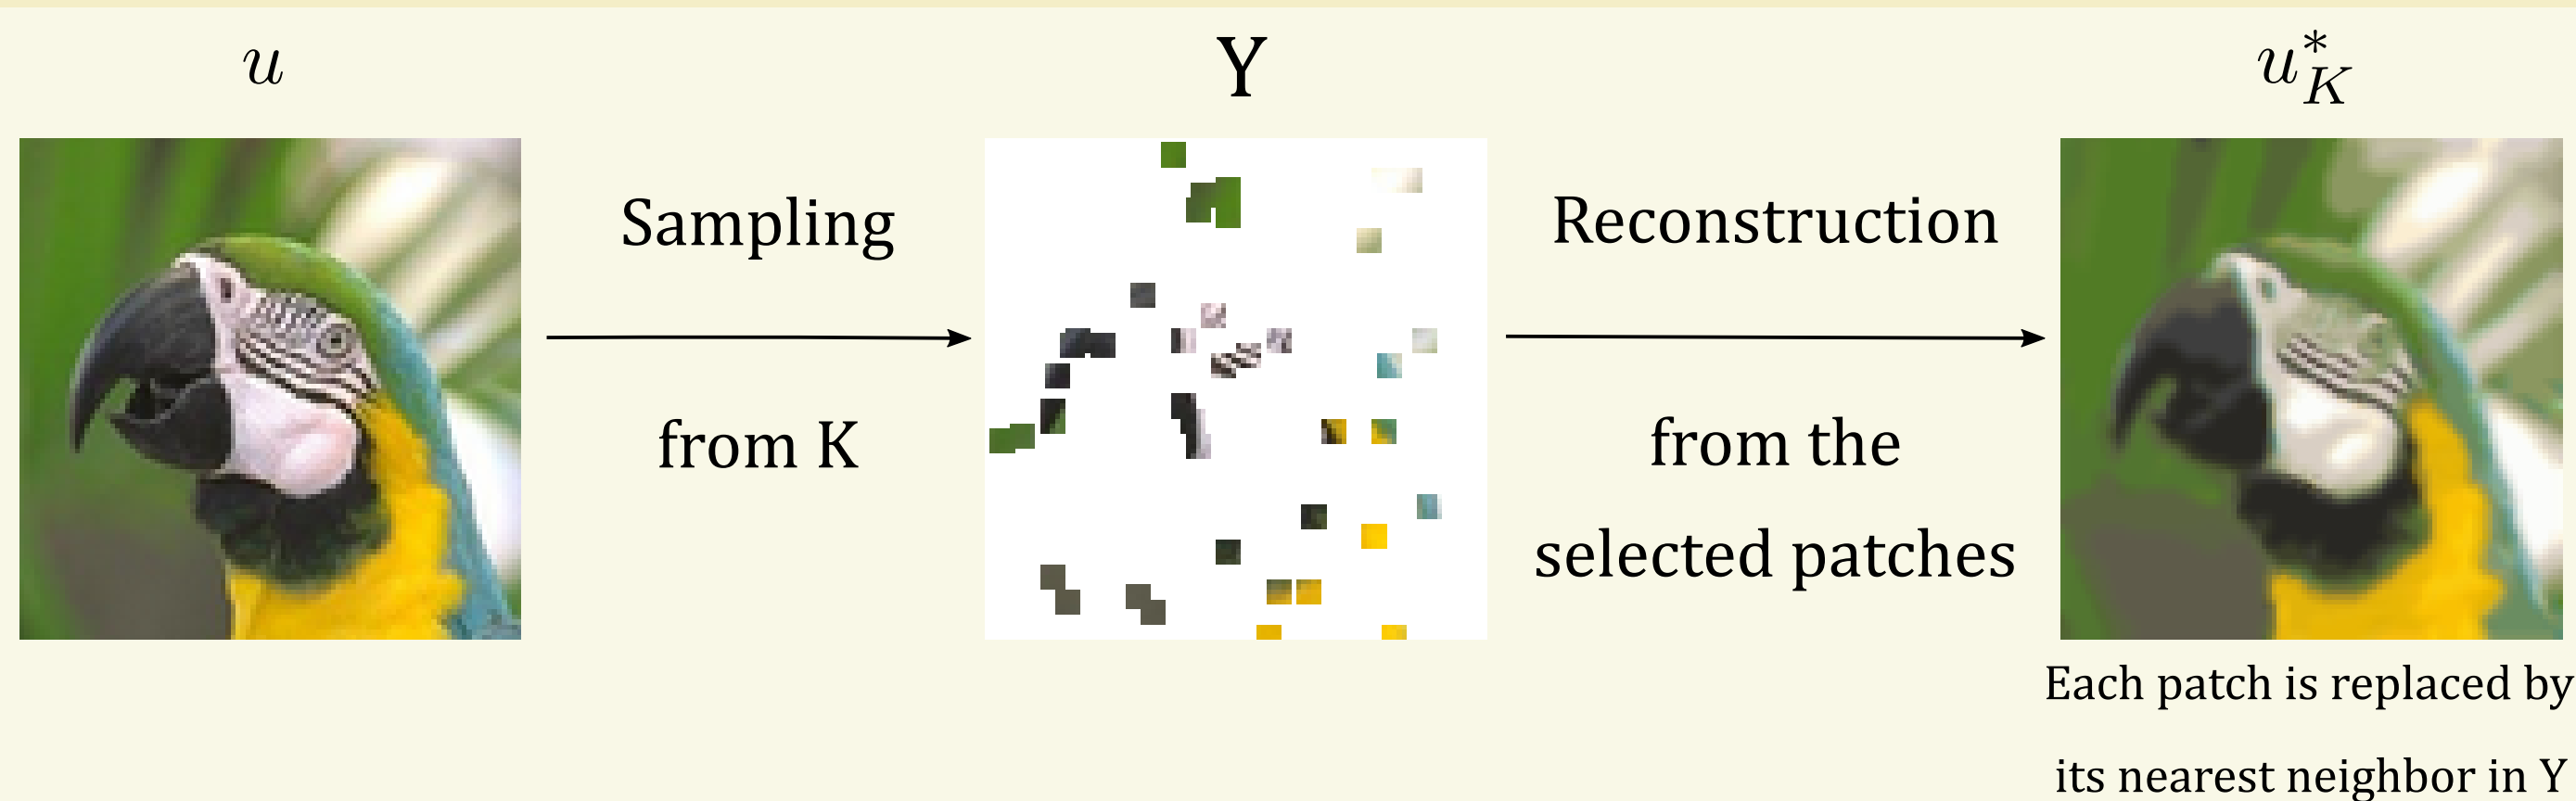 u
Y
u*K
Sampling
from K
Reconstruction
from the
selected patches
Each patch is replaced by
its nearest neighbor in Y